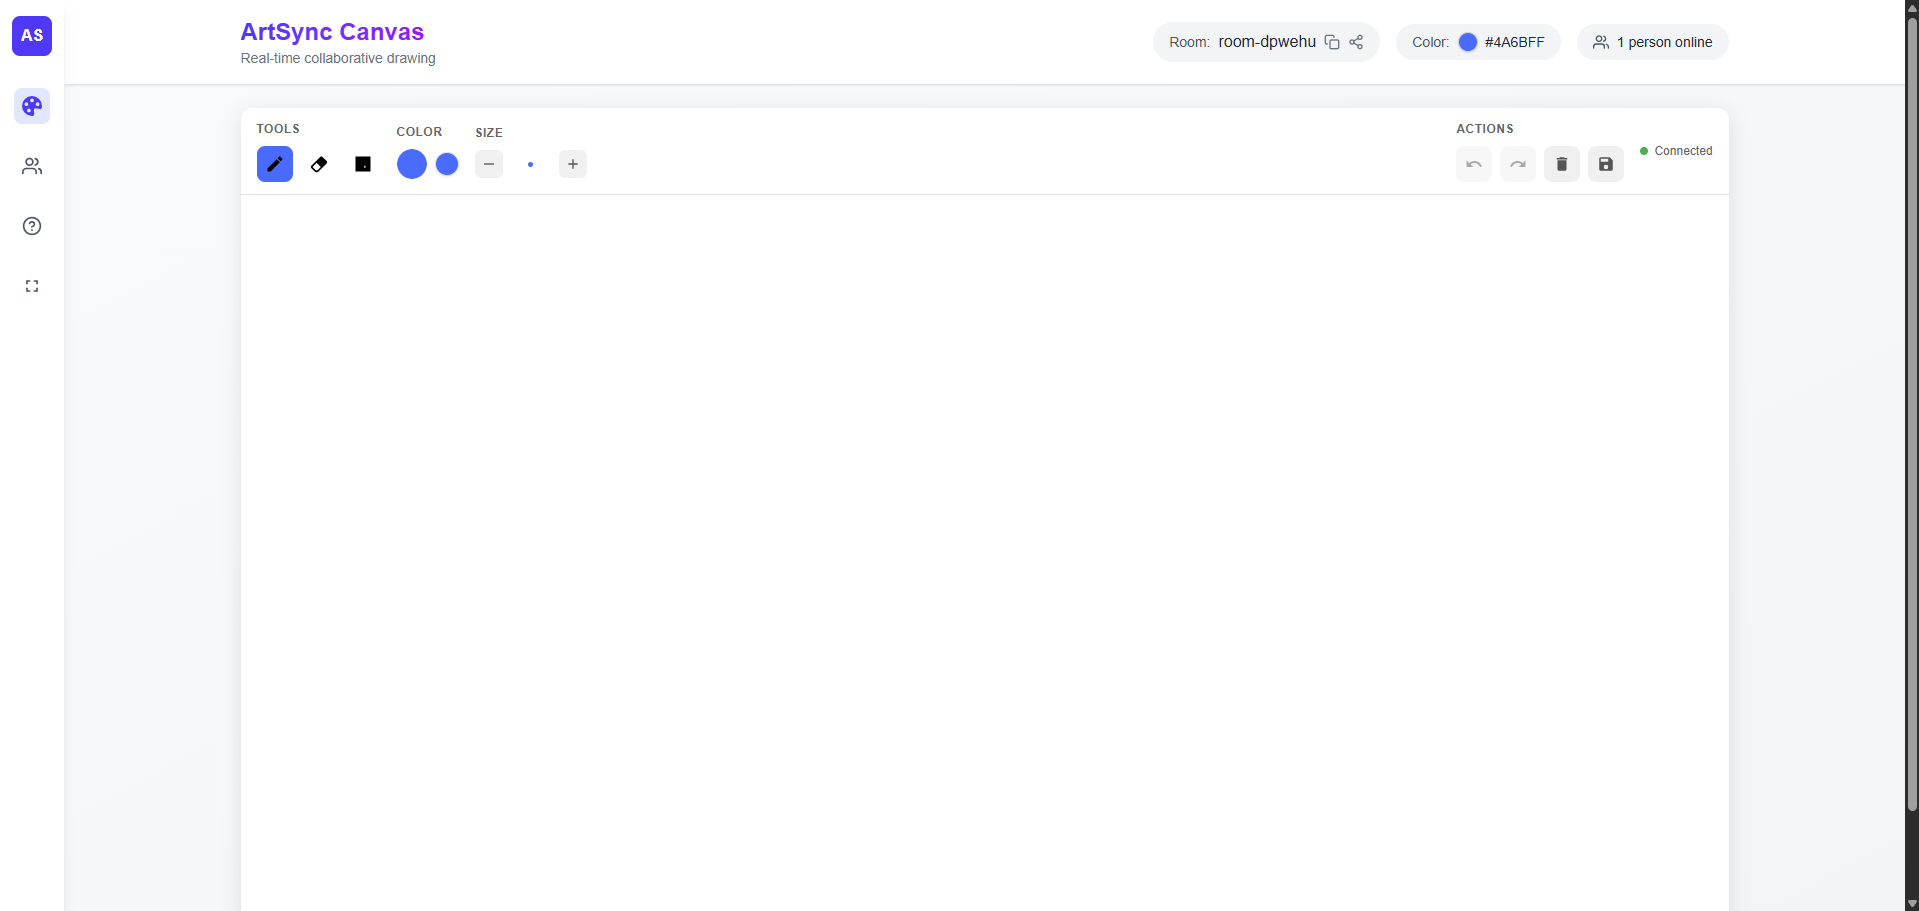 AS
ArtSync Canvas
Real-time collaborative drawing
Room: room-dpwehu
Color: #4A6BFF
1 person online
TOOLS
COLOR
SIZE
ACTIONS
Connected